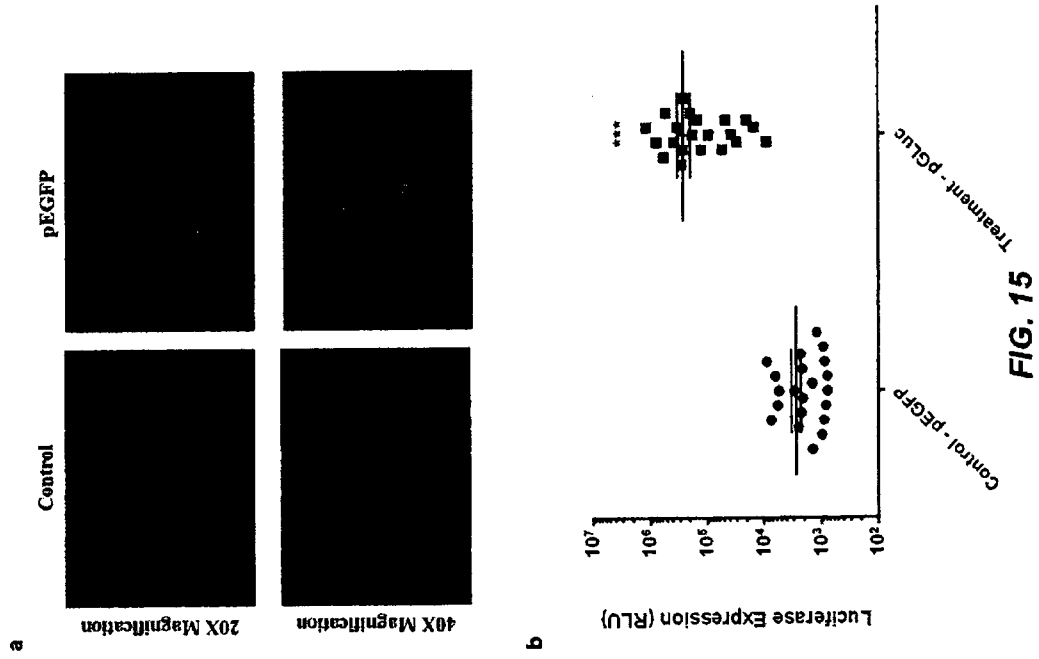 a
Control
pEGFP
20X Magnification
40X Magnification
b
Luciferase Expression (RLU)
10⁷
10⁶
10⁵
10⁴
10³
10²
***
Control - pEGFP
Treatment - pGLuc
FIG. 15